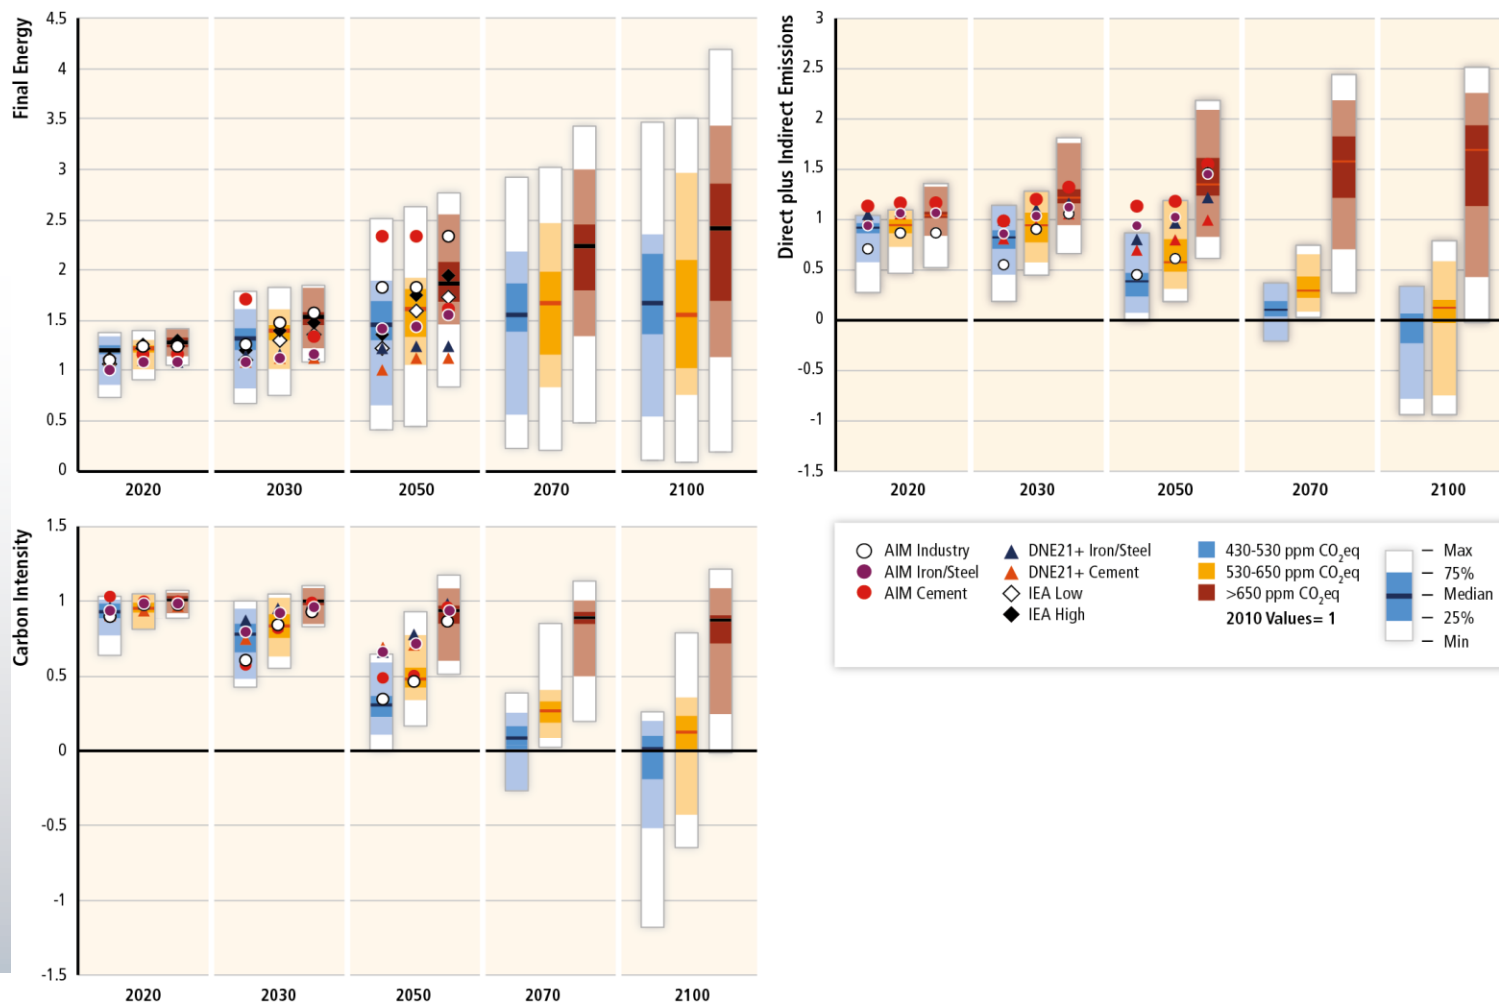 Final Energy
4.5
4
3.5
3
2.5
2
1.5
1
0.5
0
2020 2030 2050 2070 2100
Direct plus Indirect Emissions
3
2.5
2
1.5
1
0.5
0
-0.5
-1
-1.5
2020 2030 2050 2070 2100
Carbon Intensity
1.5
1
0.5
0
-0.5
-1
-1.5
2020 2030 2050 2070 2100
AIM Industry
AIM Iron/Steel
AIM Cement
DNE21+ Iron/Steel
DNE21+ Cement
IEA Low
IEA High
430-530 ppm CO₂eq
530-650 ppm CO₂eq
>650 ppm CO₂eq
2010 Values= 1
Max
75%
Median
25%
Min